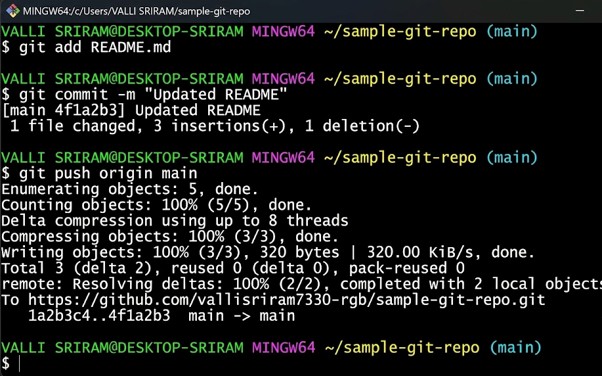 MINGW64:/c/Users/VALLI SRIRAM/sample-git-repo
VALLI SRIRAM@DESKTOP-SRIRAM MINGW64 ~/sample-git-repo (main)
$ git add README.md
VALLI SRIRAM@DESKTOP-SRIRAM MINGW64 ~/sample-git-repo (main)
$ git commit -m "Updated README"
[main 4f1a2b3] Updated README
1 file changed, 3 insertions(+), 1 deletion(-)
VALLI SRIRAM@DESKTOP-SRIRAM MINGW64 ~/sample-git-repo (main)
$ git push origin main
Enumerating objects: 5, done.
Counting objects: 100% (5/5), done.
Delta compression using up to 8 threads
Compressing objects: 100% (3/3), done.
Writing objects: 100% (3/3), 320 bytes | 320.00 KiB/s, done.
Total 3 (delta 2), reused 0 (delta 0), pack-reused 0
remote: Resolving deltas: 100% (2/2), completed with 2 local objects
To https://github.com/vallisriram7330-rgb/sample-git-repo.git
1a2b3c4..4f1a2b3 main -> main
VALLI SRIRAM@DESKTOP-SRIRAM MINGW64 ~/sample-git-repo (main)
$